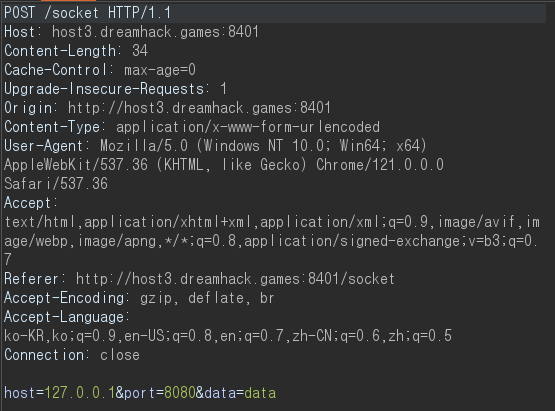 POST /socket HTTP/1.1
Host: host3.dreamhack.games:8401
Content-Length: 34
Cache-Control: max-age=0
Upgrade-Insecure-Requests: 1
Origin: http://host3.dreamhack.games:8401
Content-Type: application/x-www-form-urlencoded
User-Agent: Mozilla/5.0 (Windows NT 10.0; Win64; x64)
AppleWebKit/537.36 (KHTML, like Gecko) Chrome/121.0.0.0
Safari/537.36
Accept:
text/html,application/xhtml+xml,application/xml;q=0.9,image/avif,im
age/webp,image/apng,*/*;q=0.8,application/signed-exchange;v=b3;q=0.
7
Referer: http://host3.dreamhack.games:8401/socket
Accept-Encoding: gzip, deflate, br
Accept-Language:
ko-KR,ko;q=0.9,en-US;q=0.8,en;q=0.7,zh-CN;q=0.6,zh;q=0.5
Connection: close
host=127.0.0.1&port=8080&data=data